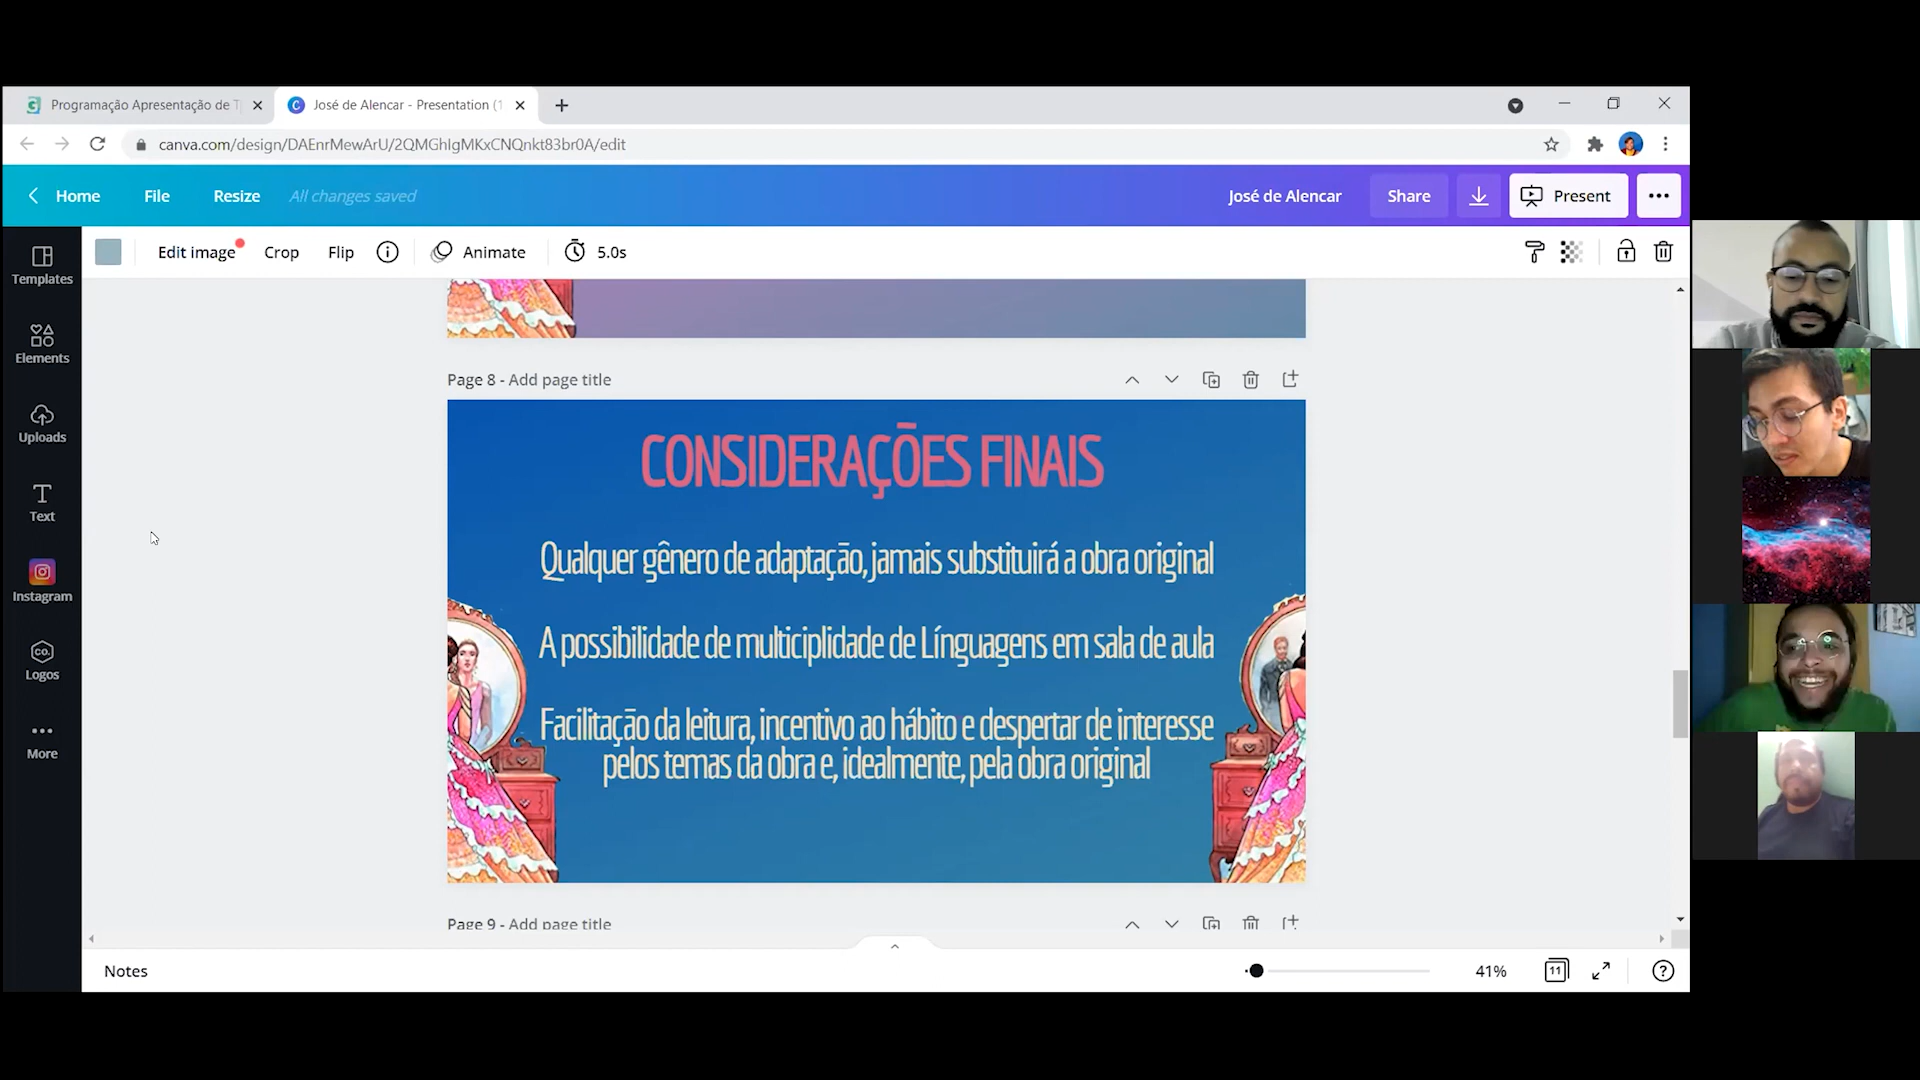 Programação Apresentação de T
José de Alencar - Presentation (1
canva.com/design/DAEnrMewArU/2QMGhIgMKxCNQnkt83br0A/edit
Home
File
Resize
All changes saved
José de Alencar
Share
Present
Edit image
Crop
Flip
Animate
5.0s
Templates
Elements
Uploads
Text
Instagram
CO.
Logos
More
Page 8 - Add page title
CONSIDERAÇÕES FINAIS
Qualquer gênero de adaptação, jamais substituirá a obra original
A possibilidade de multiciplidade de Línguagens em sala de aula
Facilitação da leitura, incentivo ao hábito e despertar de interesse
pelos temas da obra e, idealmente, pela obra original
Page 9 - Add page title
Notes
41%
11